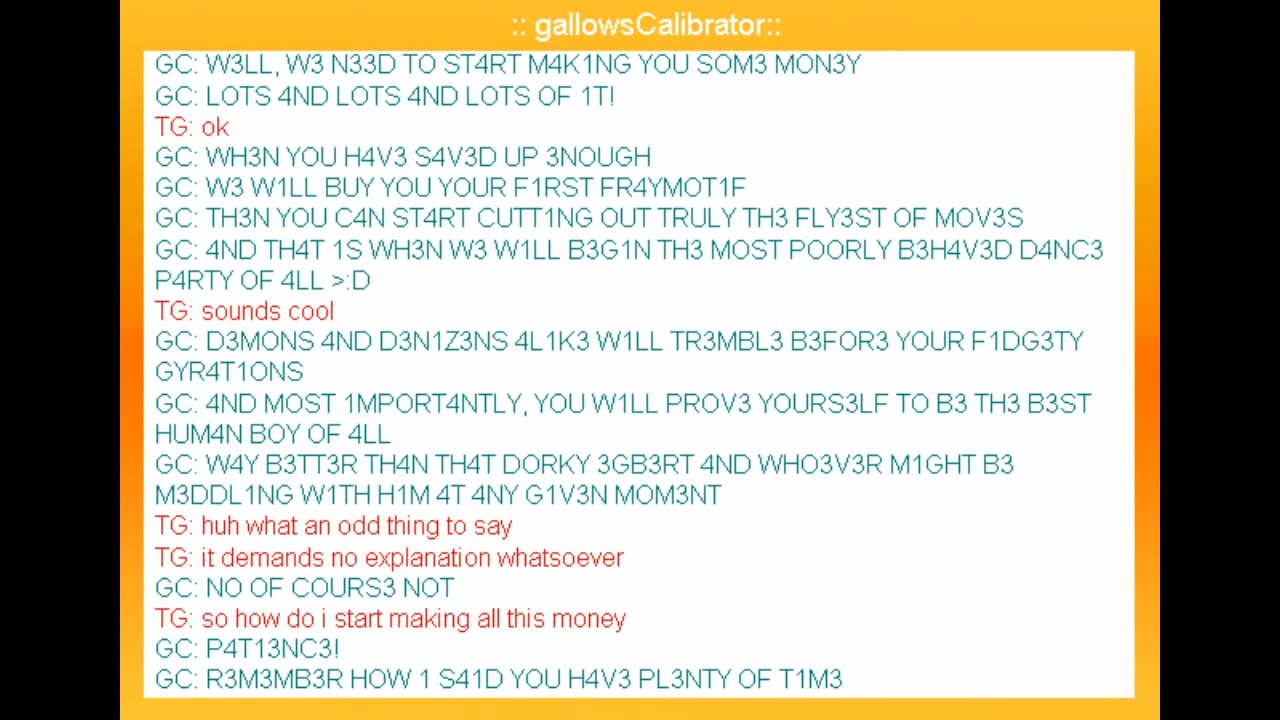 :: gallowsCalibrator::
GC: W3LL, W3 N33D TO ST4RT M4K1NG YOU SOM3 MON3Y
GC: LOTS 4ND LOTS 4ND LOTS OF 1T!
TG: ok
GC: WH3N YOU H4V3 S4V3D UP 3NOUGH
GC: W3 W1LL BUY YOU YOUR F1RST FR4YMOT1F
GC: TH3N YOU C4N ST4RT CUTT1NG OUT TRULY TH3 FLY3ST OF MOV3S
GC: 4ND TH4T 1S WH3N W3 W1LL B3G1N TH3 MOST POORLY B3H4V3D D4NC3
P4RTY OF 4LL >:D
TG: sounds cool
GC: D3MONS 4ND D3N1Z3NS 4L1K3 W1LL TR3MBL3 B3FOR3 YOUR F1DG3TY
GYR4T1ONS
GC: 4ND MOST 1MPORT4NTLY, YOU W1LL PROV3 YOURS3LF TO B3 TH3 B3ST
HUM4N BOY OF 4LL
GC: W4Y B3TT3R TH4N TH4T DORKY 3GB3RT 4ND WHO3V3R M1GHT B3
M3DDL1NG W1TH H1M 4T 4NY G1V3N MOM3NT
TG: huh what an odd thing to say
TG: it demands no explanation whatsoever
GC: NO OF COURS3 NOT
TG: so how do i start making all this money
GC: P4T13NC3!
GC: R3M3MB3R HOW 1 S41D YOU H4V3 PL3NTY OF T1M3